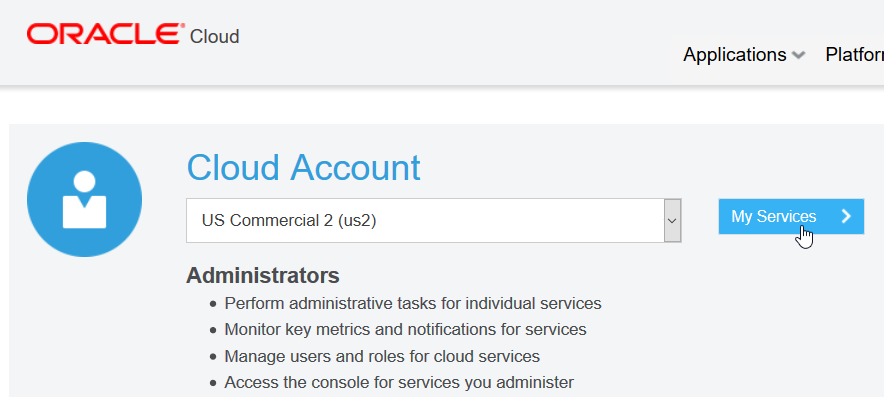 ORACLE® Cloud
Applications Platfor
Cloud Account
US Commercial 2 (us2)
My Services
Administrators
• Perform administrative tasks for individual services
• Monitor key metrics and notifications for services
• Manage users and roles for cloud services
• Access the console for services you administer